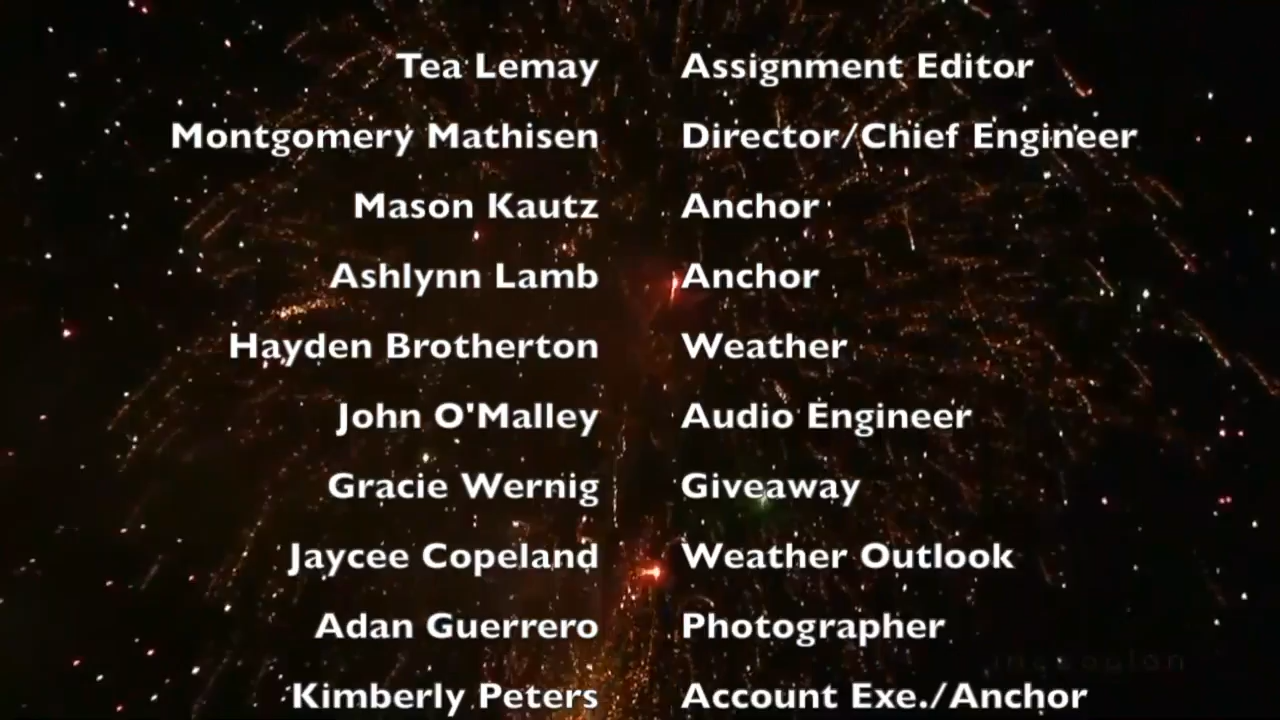 Tea Lemay Assignment Editor
Montgomery Mathisen Director/Chief Engineer
Mason Kautz Anchor
Ashlynn Lamb Anchor
Hayden Brotherton Weather
John O'Malley Audio Engineer
Gracie Wernig Giveaway
Jaycee Copeland Weather Outlook
Adan Guerrero Photographer
Kimberly Peters Account Exe./Anchor